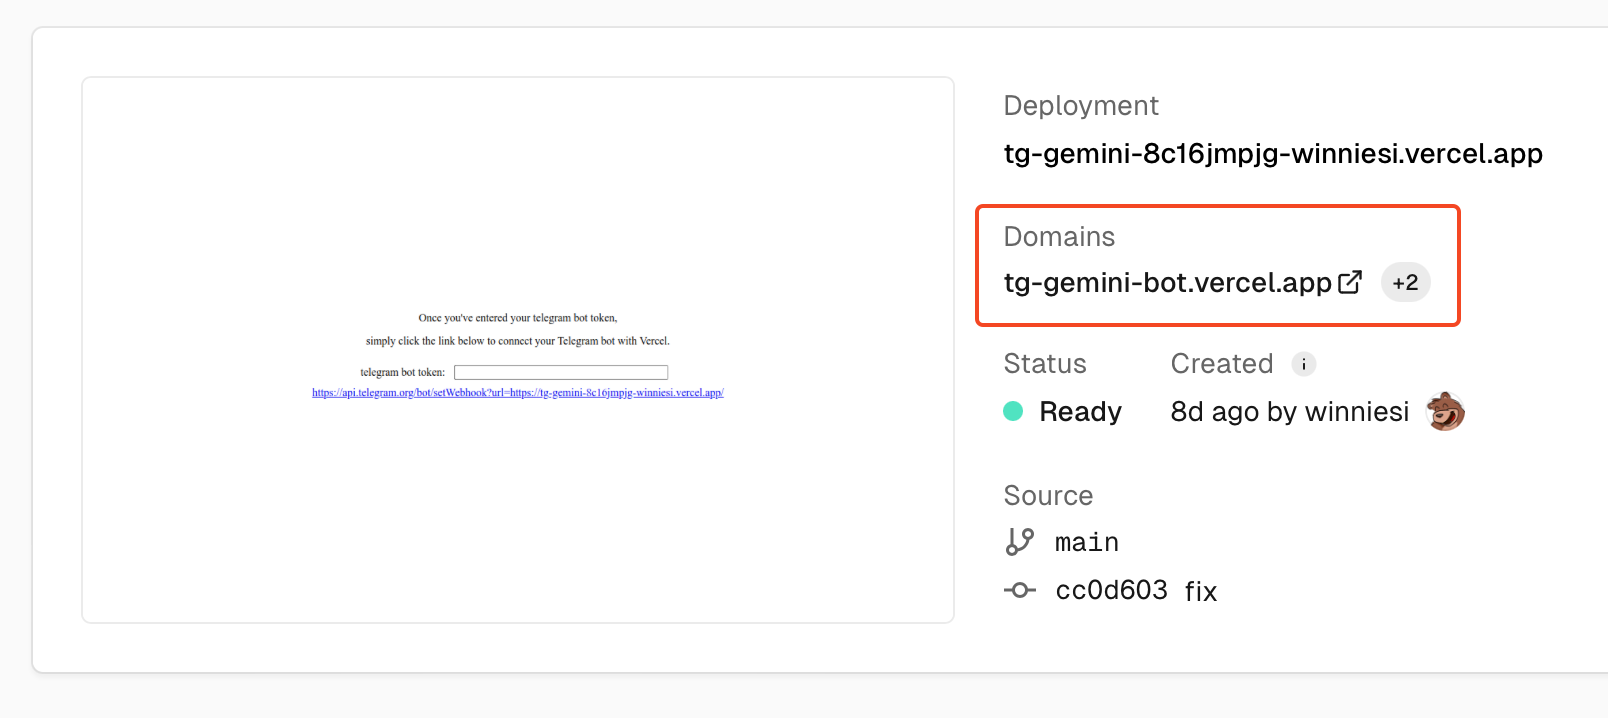 Once you've entered your telegram bot token,
simply click the link below to connect your Telegram bot with Vercel.
telegram bot token:
https://api.telegram.org/bot/setWebhook?url=https://tg-gemini-8c16jmpjg-winniesi.vercel.app/
Deployment
tg-gemini-8c16jmpjg-winniesi.vercel.app
Domains
tg-gemini-bot.vercel.app +2
Status Created i
Ready 8d ago by winniesi
Source
main
cc0d603 fix